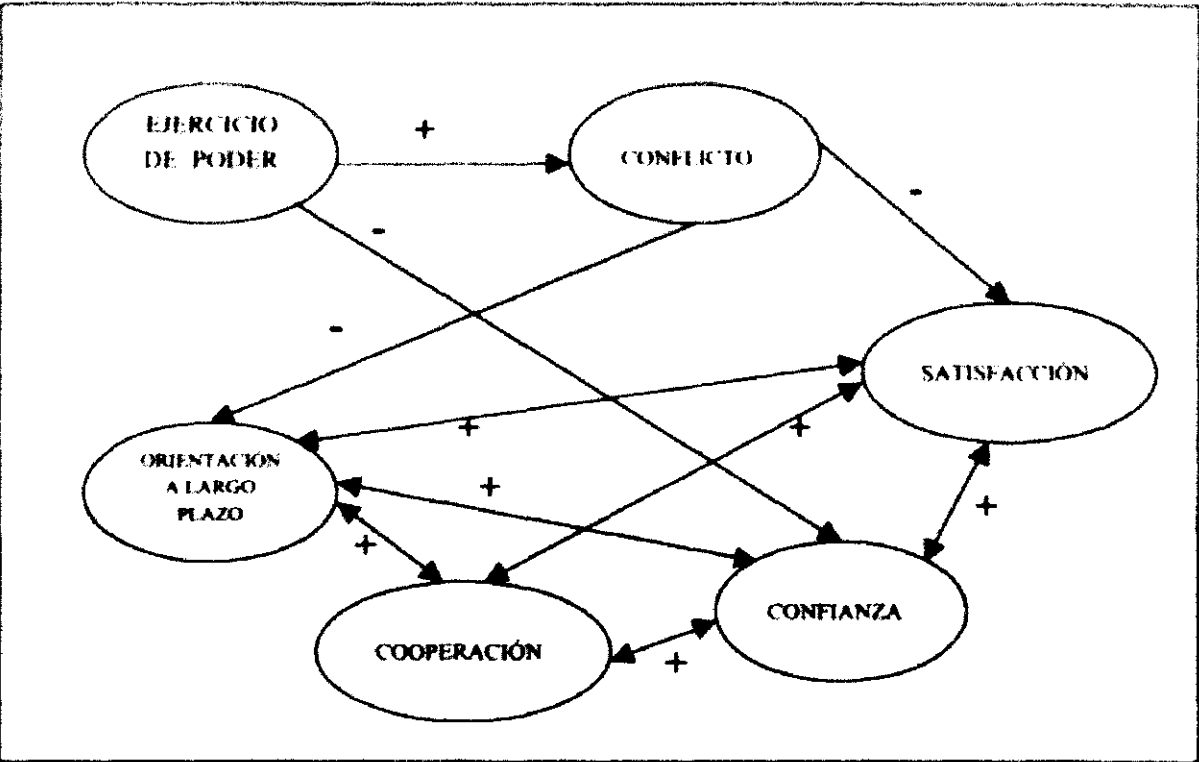 EJERCICIO
DE PODER
+
CONFLICTO
-
-
-
SATISFACCIÓN
+
+
ORIENTACIÓN
A LARGO
PLAZO
+
+
+
CONFIANZA
COOPERACIÓN
+